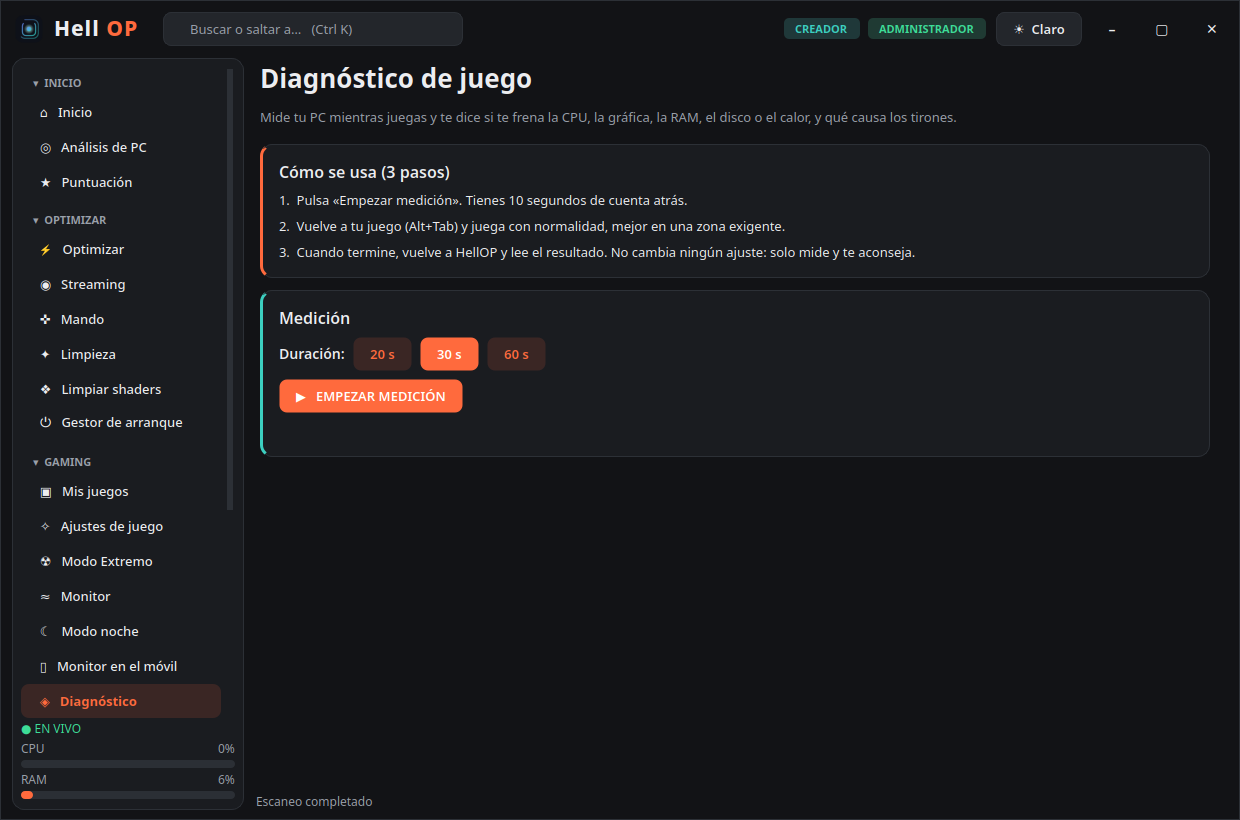 Hell OP
Buscar o saltar a... (Ctrl K)
CREADOR
ADMINISTRADOR
Claro
INICIO
Inicio
Análisis de PC
Puntuación
OPTIMIZAR
Optimizar
Streaming
Mando
Limpieza
Limpiar shaders
Gestor de arranque
GAMING
Mis juegos
Ajustes de juego
Modo Extremo
Monitor
Modo noche
Monitor en el móvil
Diagnóstico
EN VIVO
CPU 0%
RAM 6%
Diagnóstico de juego
Mide tu PC mientras juegas y te dice si te frena la CPU, la gráfica, la RAM, el disco o el calor, y qué causa los tirones.
Cómo se usa (3 pasos)
1. Pulsa «Empezar medición». Tienes 10 segundos de cuenta atrás.
2. Vuelve a tu juego (Alt+Tab) y juega con normalidad, mejor en una zona exigente.
3. Cuando termine, vuelve a HellOP y lee el resultado. No cambia ningún ajuste: solo mide y te aconseja.
Medición
Duración: 20 s 30 s 60 s
EMPEZAR MEDICIÓN
Escaneo completado